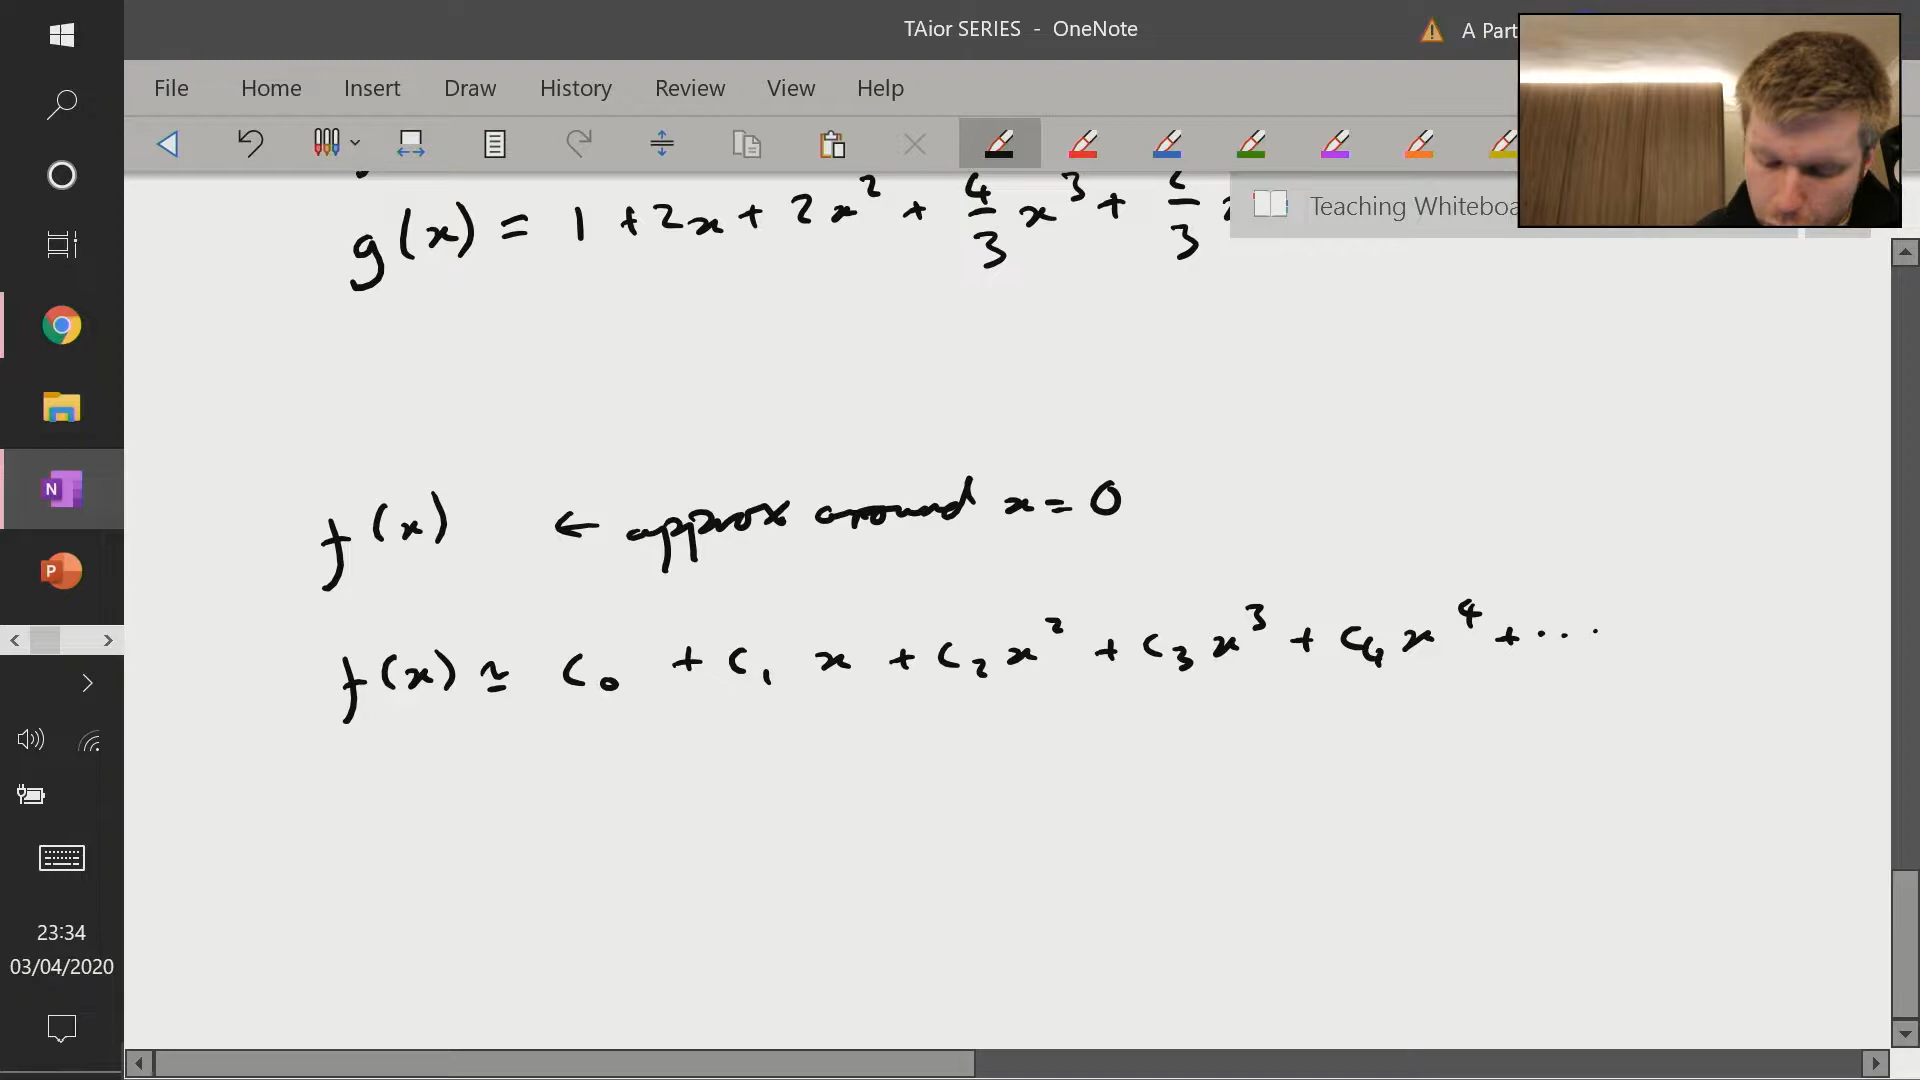 TAior SERIES - OneNote
A Part
File Home Insert Draw History Review View Help
Teaching Whiteboa
g(x) = 1 + 2x + 2x² + 4/3 x³ + /3
f(x) ← approx around x = 0
f(x) ≃ C₀ + C₁ x + C₂ x² + C₃ x³ + C₄ x⁴ + ...
N
P
23:34
03/04/2020